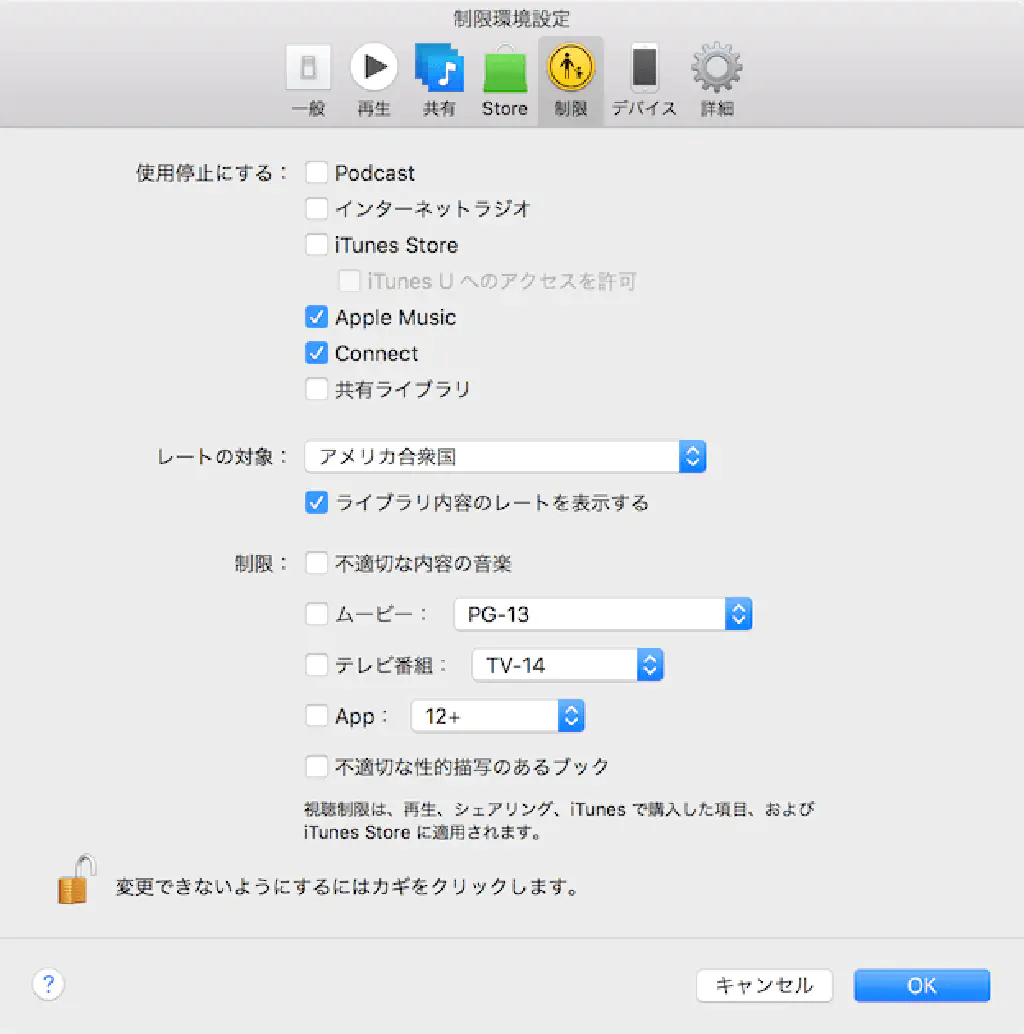 制限環境設定
一般 再生 共有 Store 制限 デバイス 詳細
使用停止にする： Podcast
インターネットラジオ
iTunes Store
iTunes U へのアクセスを許可
Apple Music
Connect
共有ライブラリ
レートの対象： アメリカ合衆国
ライブラリ内容のレートを表示する
制限： 不適切な内容の音楽
ムービー： PG-13
テレビ番組： TV-14
App： 12+
不適切な性的描写のあるブック
視聴制限は、再生、シェアリング、iTunes で購入した項目、および
iTunes Store に適用されます。
変更できないようにするにはカギをクリックします。
? キャンセル OK